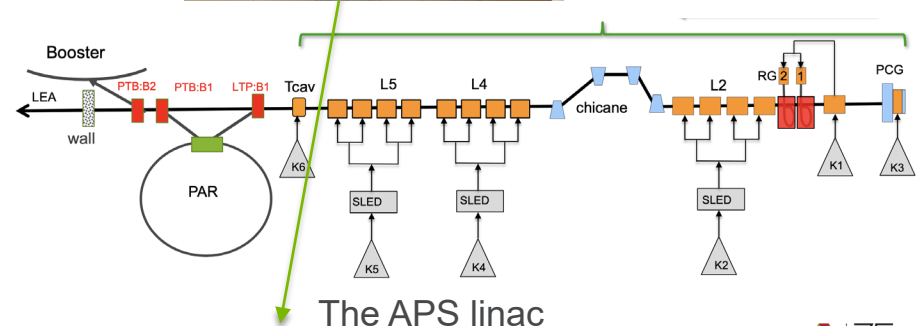 Booster
PTB:B2
PTB:B1
LTP:B1
Tcav
L5
L4
L2
RG
2
1
PCG
LEA
wall
chicane
PAR
K6
K1
K3
SLED
SLED
SLED
K5
K4
K2
The APS linac